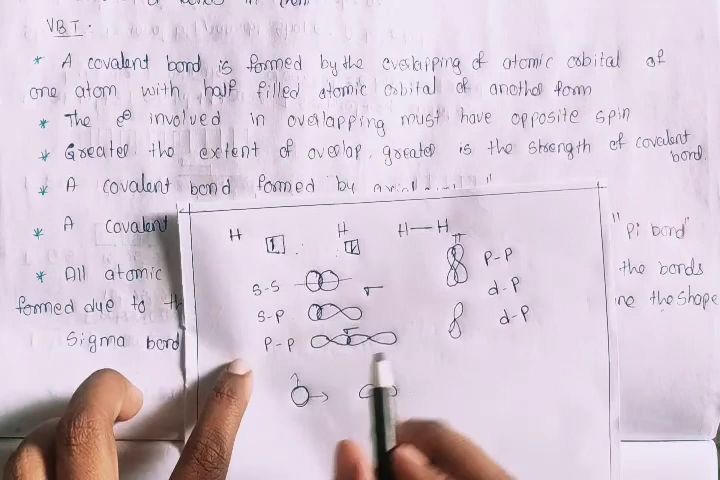 VBT.
* A covalent bond is formed by the overlapping of atomic orbital of
one atom with half filled atomic orbital of another form
* The e⊖ involved in overlapping must have opposite spin
* Greater the extent of overlap, greater is the strength of covalent
bond.
* A covalent bond formed by
* A covalent "Pi bond"
* All atomic the bonds
formed due to the shape
Sigma bond
H H H—H
1 1
S-S σ
S-P
P-P σ
π P-P
d-P
d-P